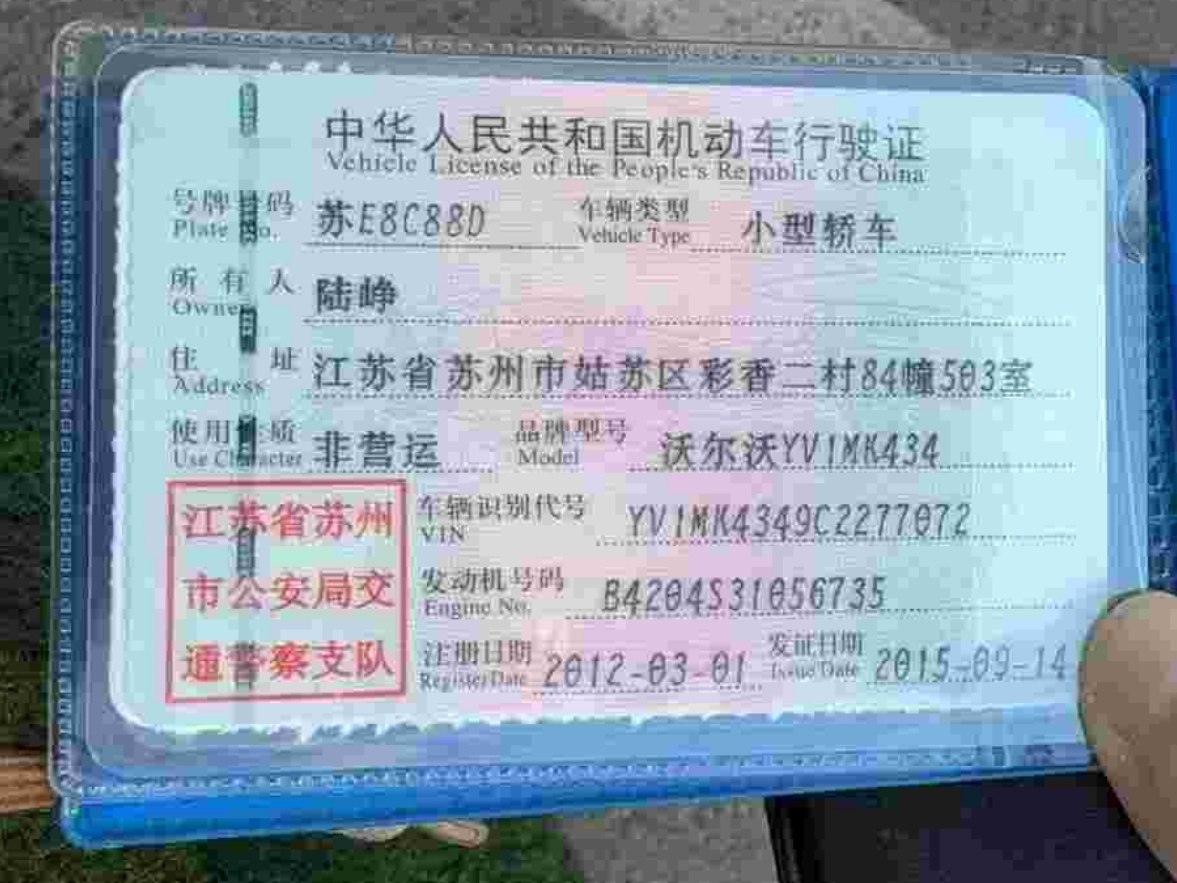 中华人民共和国机动车行驶证
Vehicle License of the People's Republic of China
号牌号码 苏E8C88D 车辆类型 小型轿车
Plate No. Vehicle Type
所有人 陆峥
Owner
住址 江苏省苏州市姑苏区彩香二村84幢503室
Address
使用性质 非营运 品牌型号 沃尔沃YV1MK434
Use Character Model
江苏省苏州
市公安局交
通警察支队
车辆识别代号 YV1MK4349C2277072
VIN
发动机号码 B4204S31056735
Engine No.
注册日期 2012-03-01 发证日期 2015-09-14
Register Date Issue Date